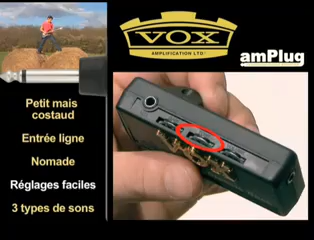 VOX
AMPLIFICATION LTD.
amPlug
Petit mais
costaud
Entrée ligne
Nomade
Réglages faciles
3 types de sons